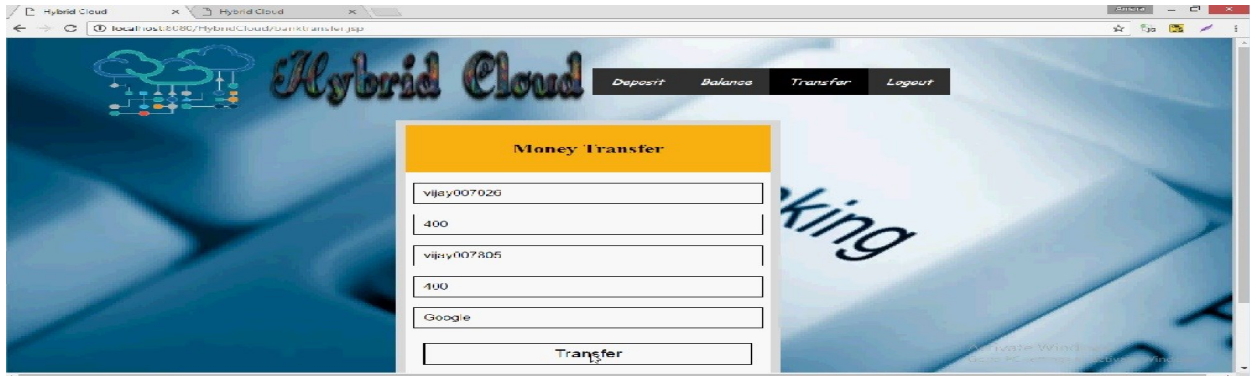 Hybrid Cloud
Hybrid Cloud
localhost:8080/HybridCloud/banktransfer.jsp
Hybrid Cloud
Deposit Balance Transfer Logout
Money Transfer
vijay007026
400
vijay007805
400
Google
Transfer
king